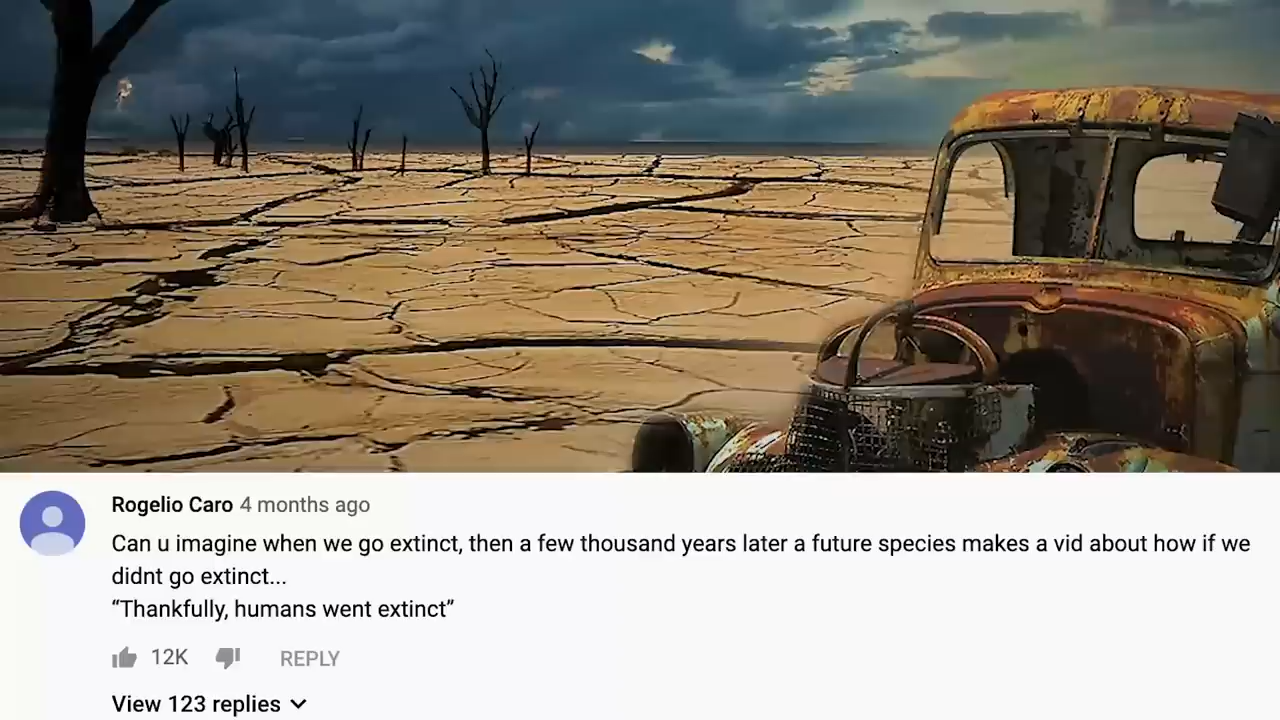 Rogelio Caro 4 months ago
Can u imagine when we go extinct, then a few thousand years later a future species makes a vid about how if we
didnt go extinct...
“Thankfully, humans went extinct”
12K REPLY
View 123 replies